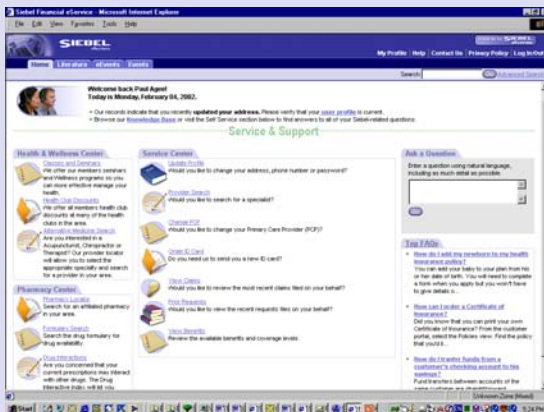 Siebel Financial eService - Microsoft Internet Explorer
File Edit View Favorites Tools Help
SIEBEL
My Profile | Help | Contact Us | Privacy Policy | Log In/Out
Home Literature eEvents Events
Search: Advanced Search
Welcome back
Today is Monday, February 04, 2002.
• Our records indicate that you recently updated your address. Please verify that your user profile is current.
• Browse our Knowledge Base or visit the Self Service section below to find answers to all of your Siebel-related questions.
Service & Support
Health & Wellness Center
Classes and Seminars
We offer our members seminars
and Wellness programs so you
can more effective manage your
health.
Health Club Discounts
We offer all members health club
discounts at many of the health
clubs in the area.
Alternative Medicine Search
Are you interested in a
Acupuncturist, Chiropractor or
Therapist? Our provider locator
will allow you to select the
appropriate specialty and search
for a provider in your area.
Pharmacy Center
Pharmacy Locator
Search for an affiliated pharmacy
in your area.
Formulary Search
Search the drug formulary for
drug availability
Drug Interactions
Are you concerned that your
current prescriptions may interact
with other drugs. The Drug
Interaction Index will let you
Service Center
Update Profile
Would you like to change your address, phone number or password?
Provider Search
Would you like to search for a specialist?
Change PCP
Would you like to change your Primary Care Provider (PCP)?
Order ID Card
Do you need us to send you a new ID card?
View Claims
Would you like to review the most recent claims filed on your behalf?
Prior Requests
Would you like to view the recent requests files on your behalf?
View Benefits
Review the available benefits and coverage levels
Ask a Question
Enter a question using natural language,
including as much detail as possible
Top FAQs
• How do I add my newborn to my health
insurance policy?
You can add your baby to your plan from his
or her date of birth. You will need to complete
a form when you apply but you won't have
to give details o...
• How can I order a Certificate of
Insurance?
Did you know that you can print your own
Certificate of Insurance? From the customer
portal, select the Policies view. Find the policy
that you'd l...
• How do I tranfer funds from a
customer's checking account to his
savings?
Fund transfers between accounts of the
Unknown Zone (Mixed)
Start